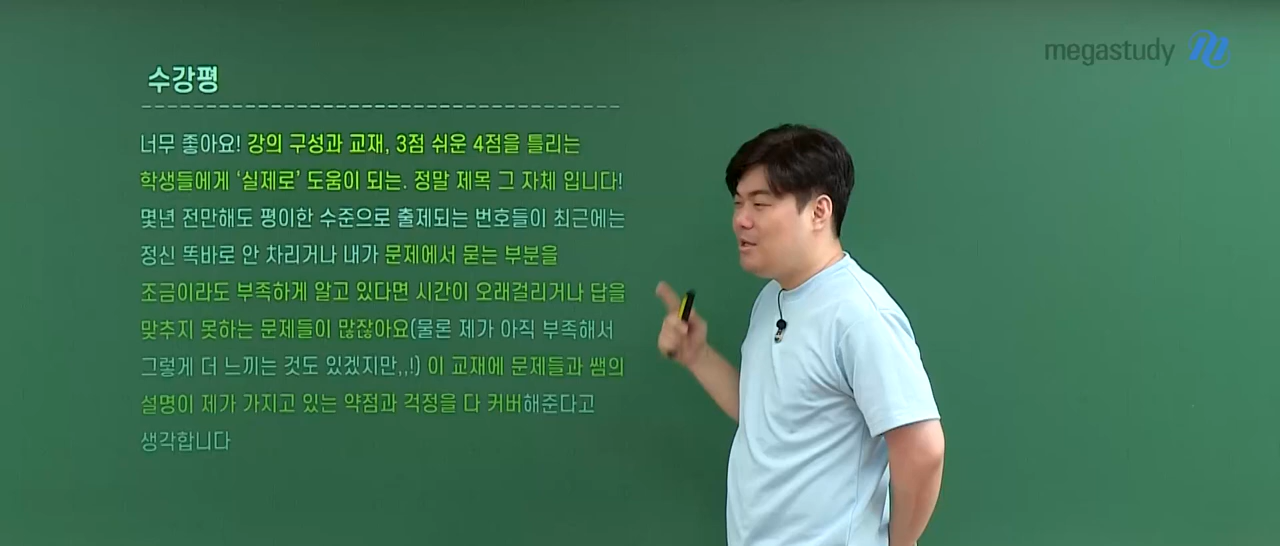 megastudy
수강평
너무 좋아요! 강의 구성과 교재, 3점 쉬운 4점을 틀리는
학생들에게 ‘실제로’ 도움이 되는. 정말 제목 그 자체 입니다!
몇년 전만해도 평이한 수준으로 출제되는 번호들이 최근에는
정신 똑바로 안 차리거나 내가 문제에서 묻는 부분을
조금이라도 부족하게 알고 있다면 시간이 오래걸리거나 답을
맞추지 못하는 문제들이 많잖아요(물론 제가 아직 부족해서
그렇게 더 느끼는 것도 있겠지만,,!) 이 교재에 문제들과 쌤의
설명이 제가 가지고 있는 약점과 걱정을 다 커버해준다고
생각합니다